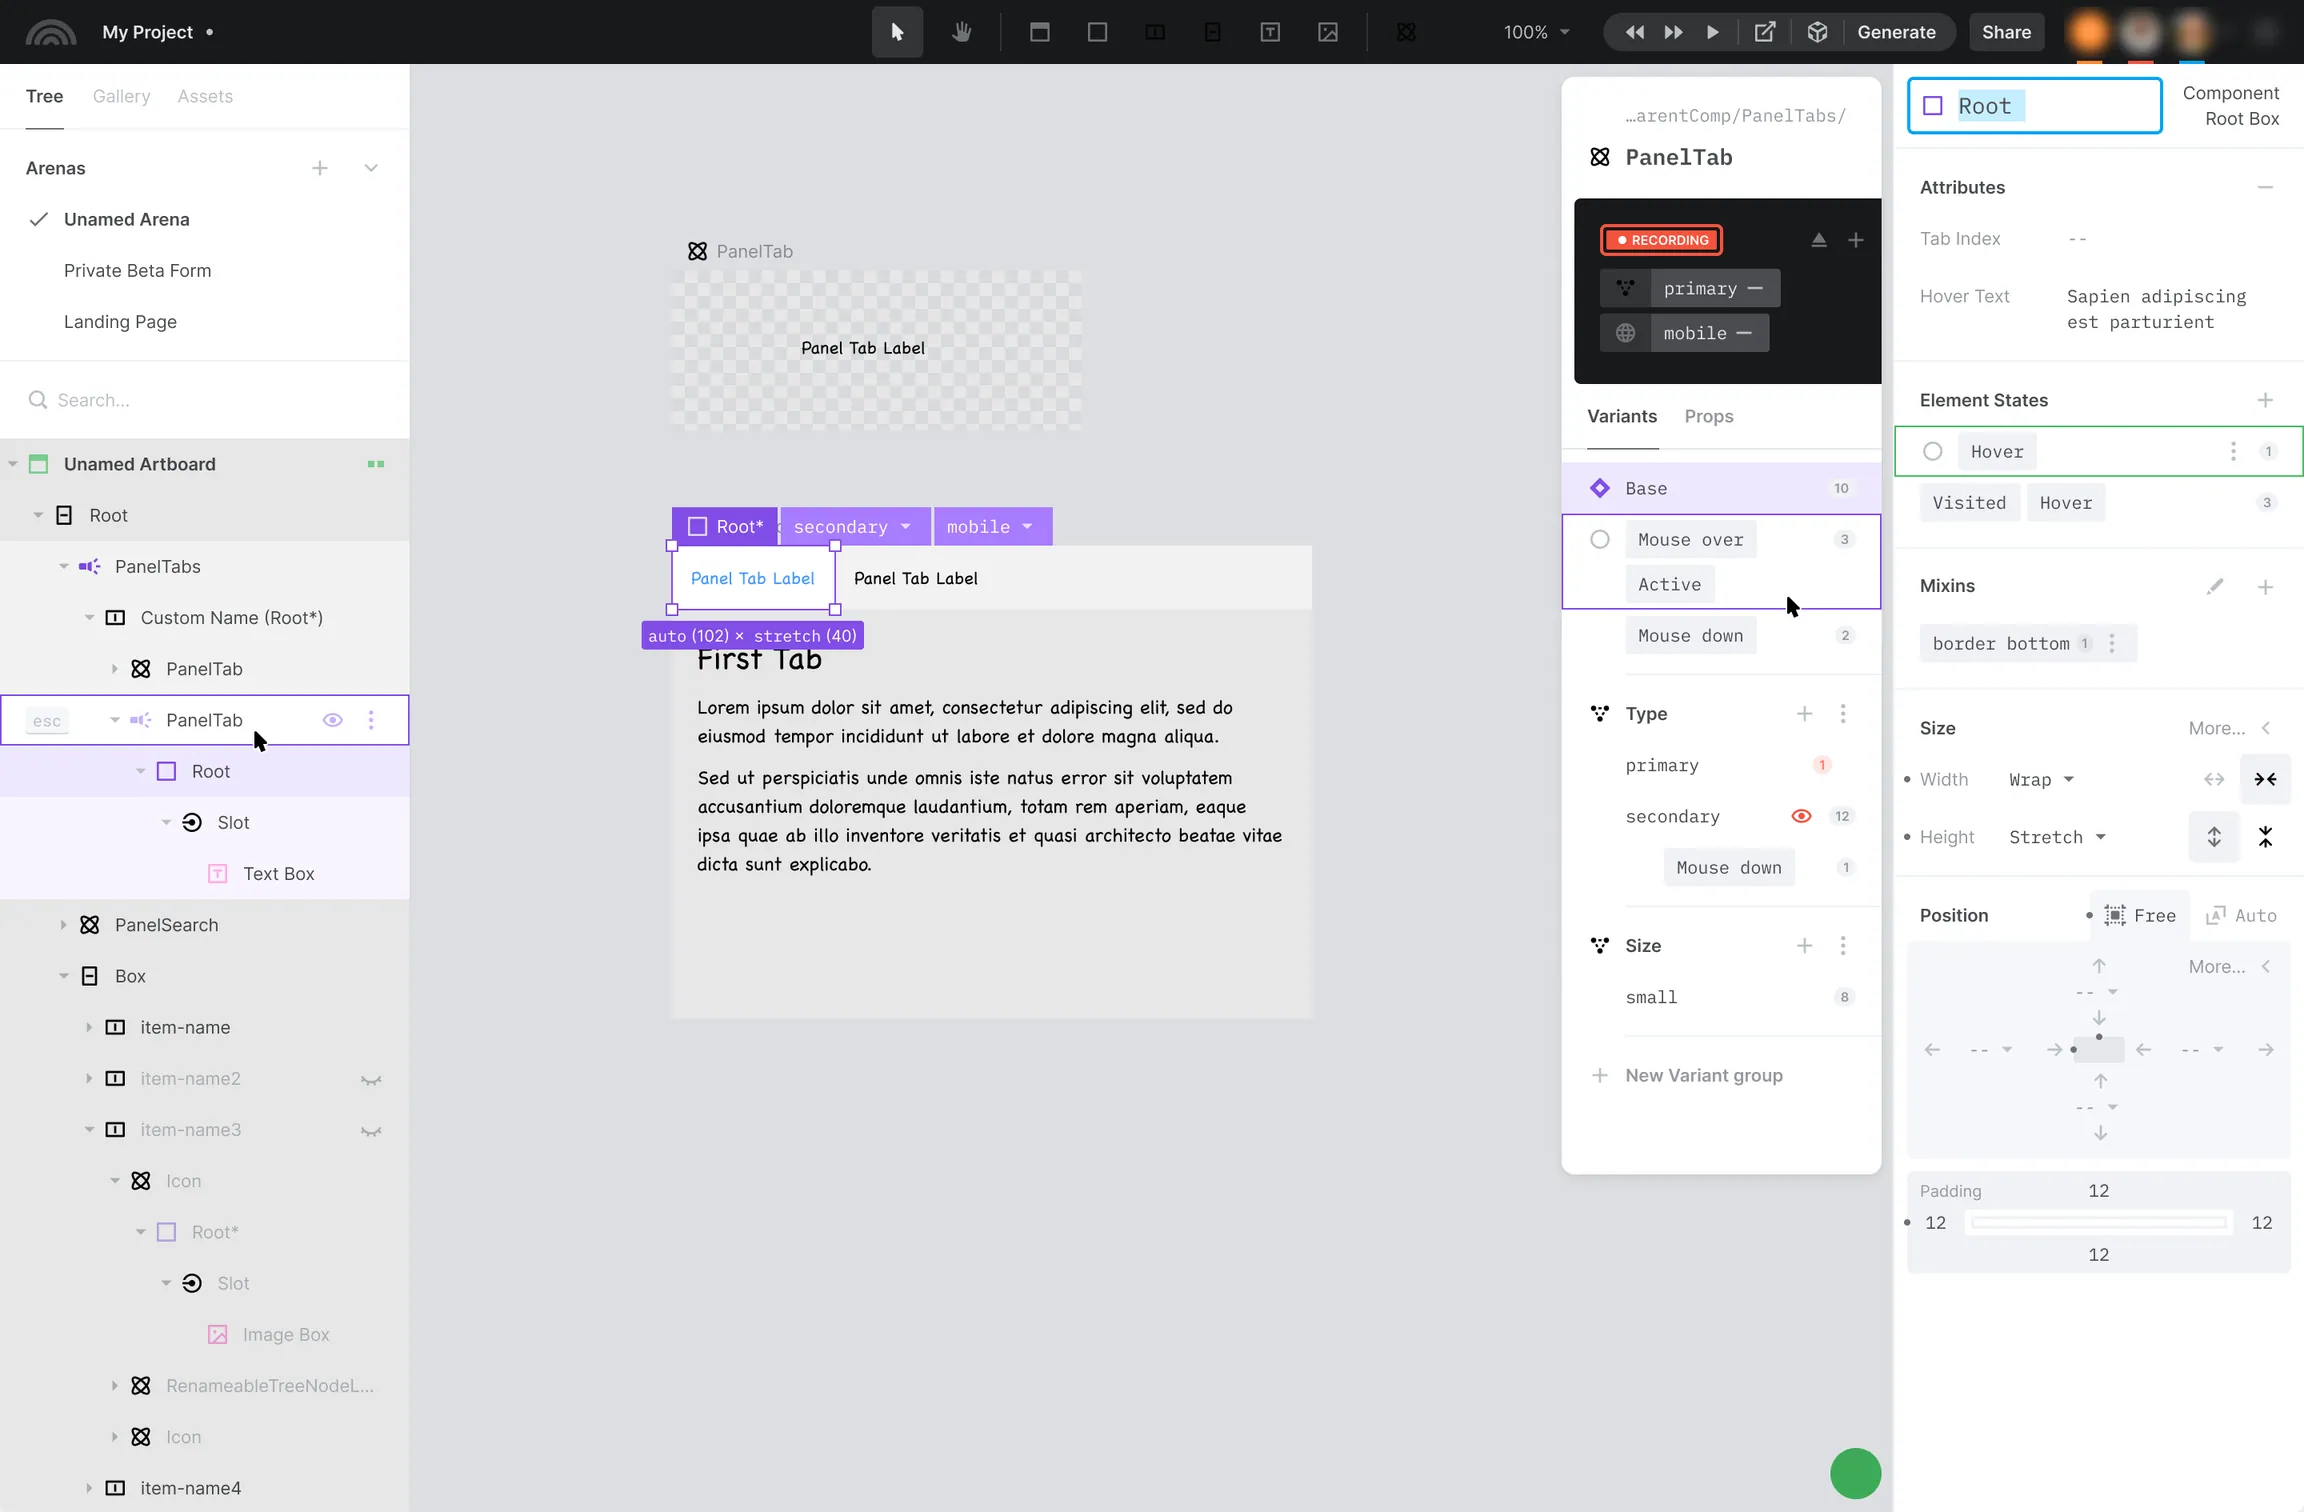 My Project
100%
Generate
Share
Tree Gallery Assets
Arenas
Unamed Arena
Private Beta Form
Landing Page
Search...
Unamed Artboard
Root
PanelTabs
Custom Name (Root*)
PanelTab
esc PanelTab
Root
Slot
Text Box
PanelSearch
Box
item-name
item-name2
item-name3
Icon
Root*
Slot
Image Box
RenameableTreeNodeL...
Icon
item-name4
PanelTab
Panel Tab Label
Root* secondary mobile
Panel Tab Label Panel Tab Label
auto (102) × stretch (40)
First Tab
Lorem ipsum dolor sit amet, consectetur adipiscing elit, sed do
eiusmod tempor incididunt ut labore et dolore magna aliqua.
Sed ut perspiciatis unde omnis iste natus error sit voluptatem
accusantium doloremque laudantium, totam rem aperiam, eaque
ipsa quae ab illo inventore veritatis et quasi architecto beatae vitae
dicta sunt explicabo.
…arentComp/PanelTabs/
PanelTab
RECORDING
primary
mobile
Variants Props
Base 10
Mouse over 3
Active
Mouse down 2
Type
primary 1
secondary 12
Mouse down 1
Size
small 8
New Variant group
Root
Component
Root Box
Attributes
Tab Index --
Hover Text Sapien adipiscing
est parturient
Element States
Hover 1
Visited Hover 3
Mixins
border bottom 1
Size More...
Width Wrap
Height Stretch
Position Free Auto
More...
--
-- --
--
Padding 12
12 12
12